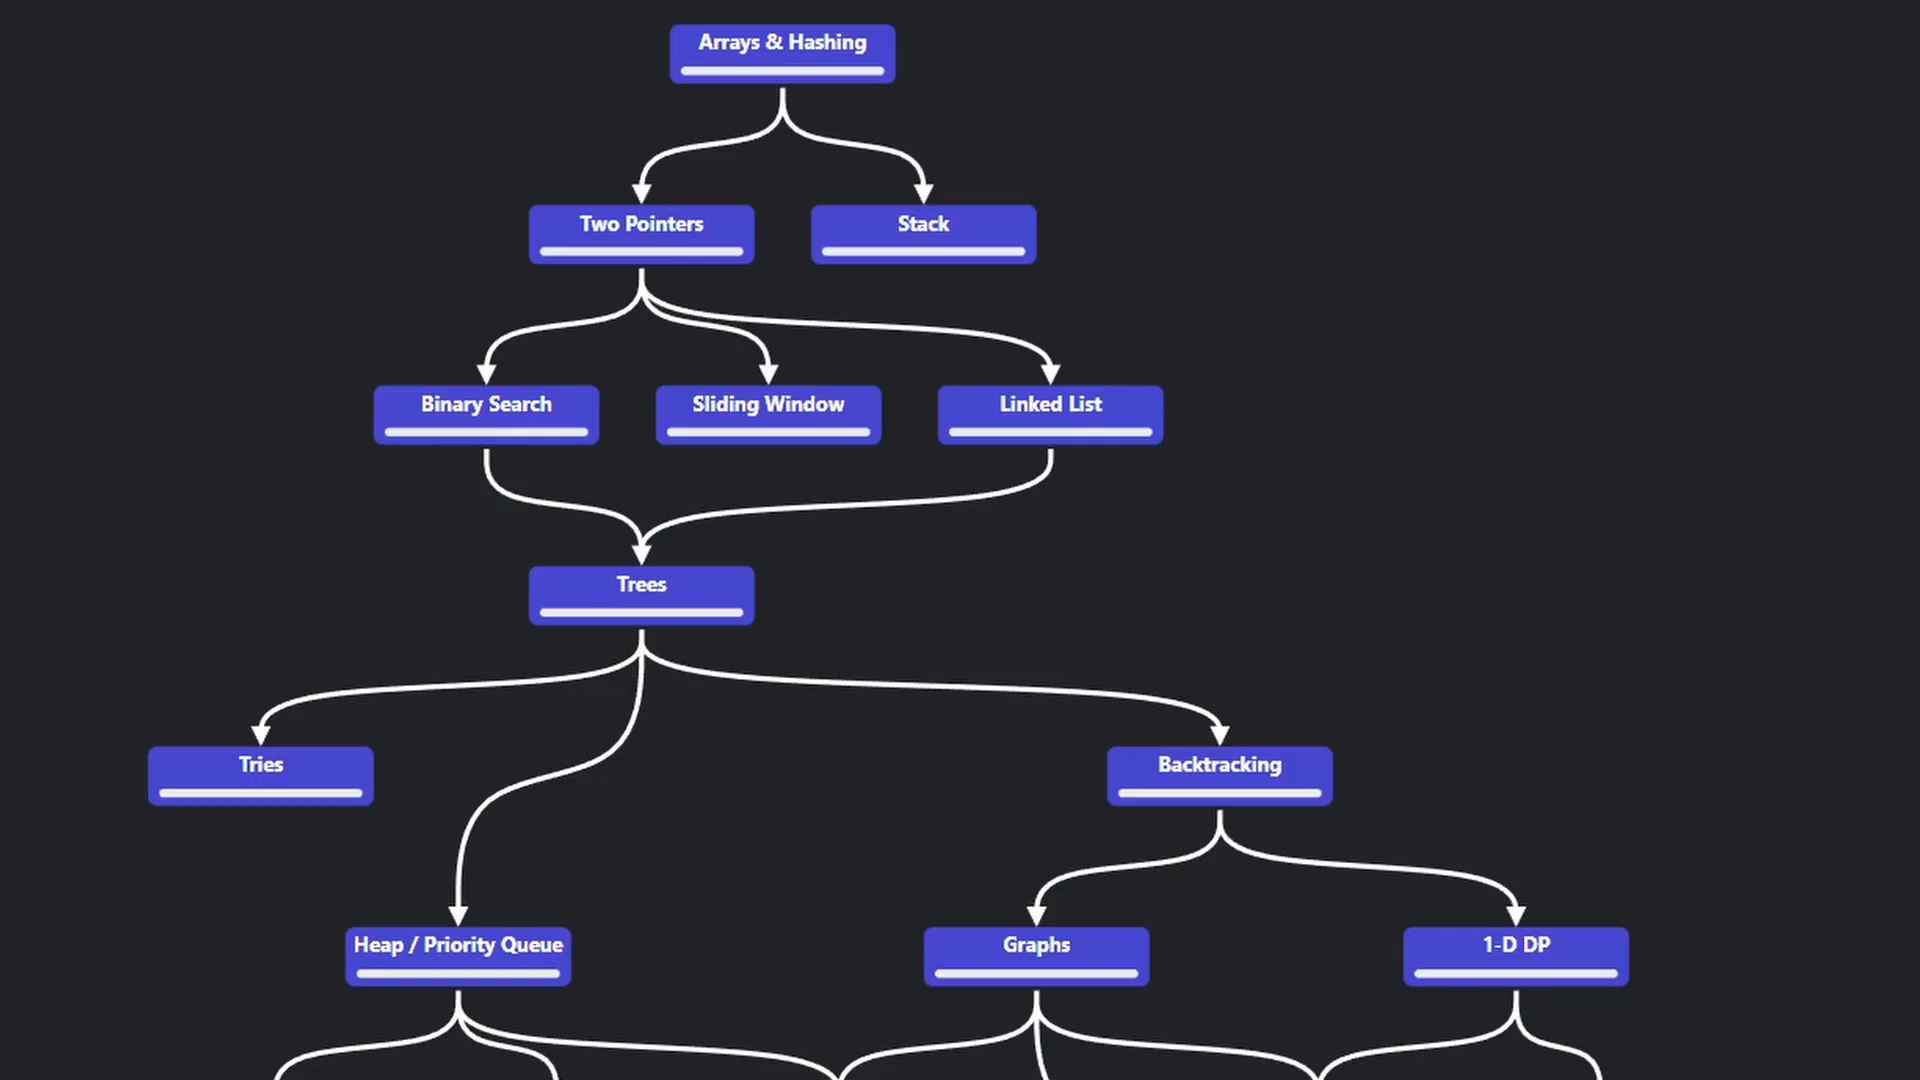 Arrays & Hashing
Two Pointers
Stack
Binary Search
Sliding Window
Linked List
Trees
Tries
Backtracking
Heap / Priority Queue
Graphs
1-D DP